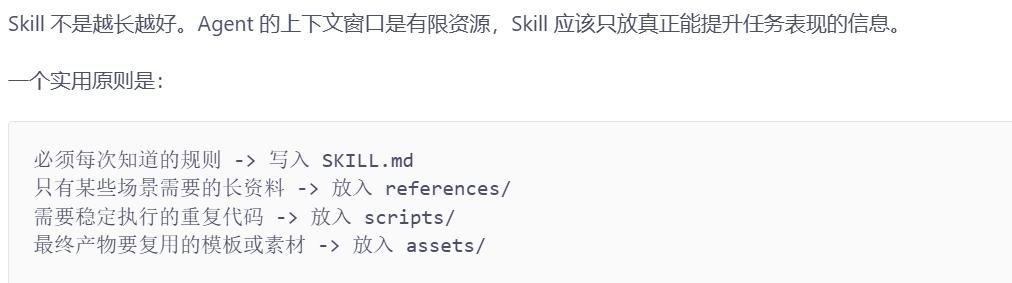 Skill 不是越长越好。Agent 的上下文窗口是有限资源，Skill 应该只放真正能提升任务表现的信息。
一个实用原则是：
必须每次知道的规则 -> 写入 SKILL.md
只有某些场景需要的长资料 -> 放入 references/
需要稳定执行的重复代码 -> 放入 scripts/
最终产物要复用的模板或素材 -> 放入 assets/